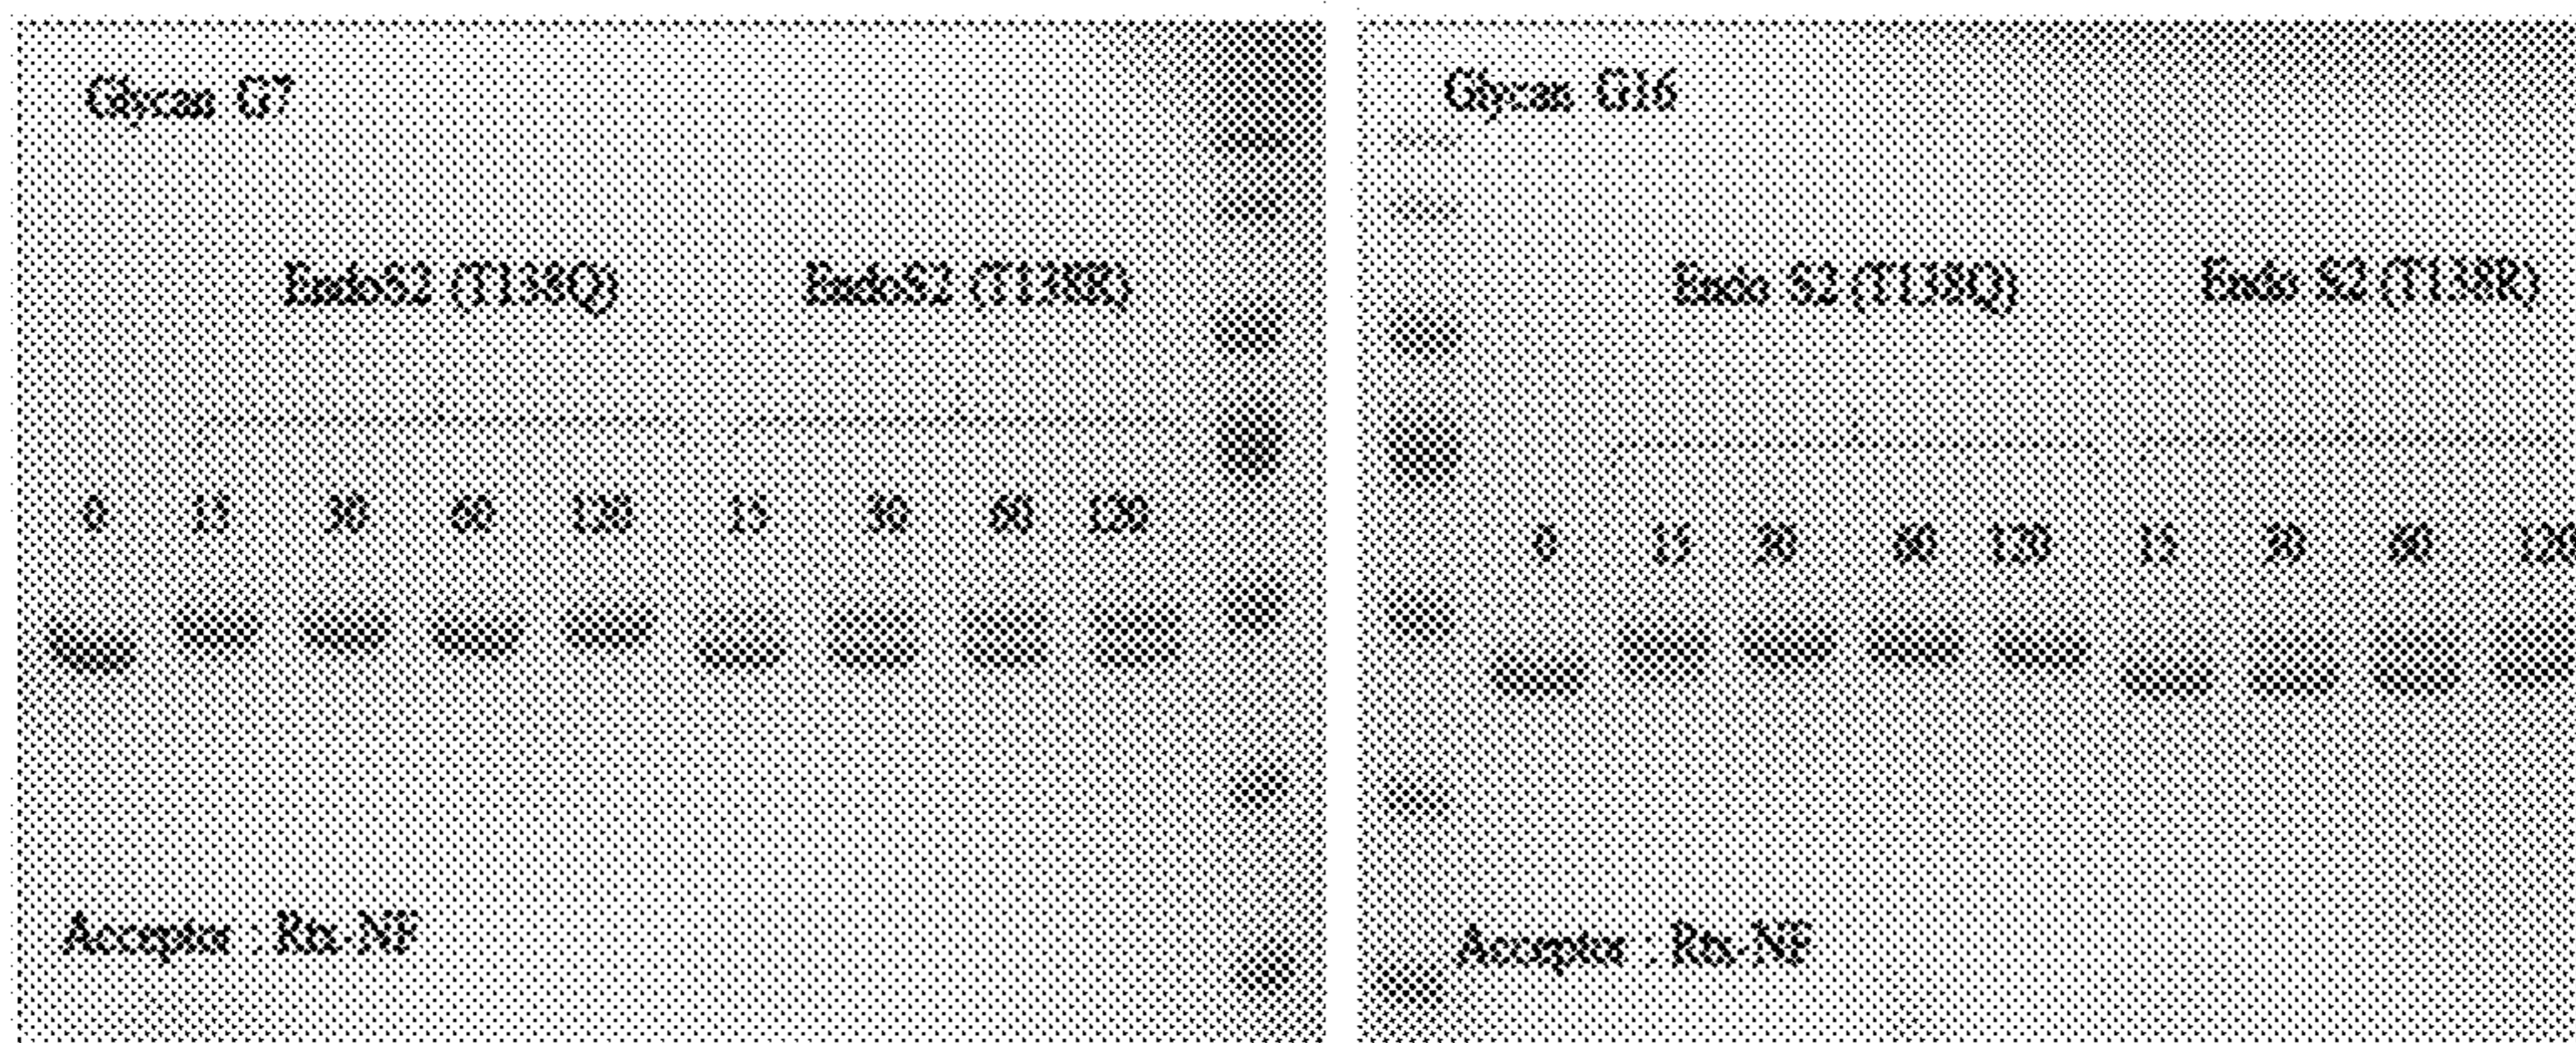 Glycan G7
EndoS2 (T138Q) EndoS2 (T138R)
0 15 30 60 120 15 30 60 120
Acceptor : Rtx-NF
Glycan G16
Endo S2 (T138Q) Endo S2 (T138R)
0 15 30 60 120 15 30 60 120
Acceptor : Rtx-NF